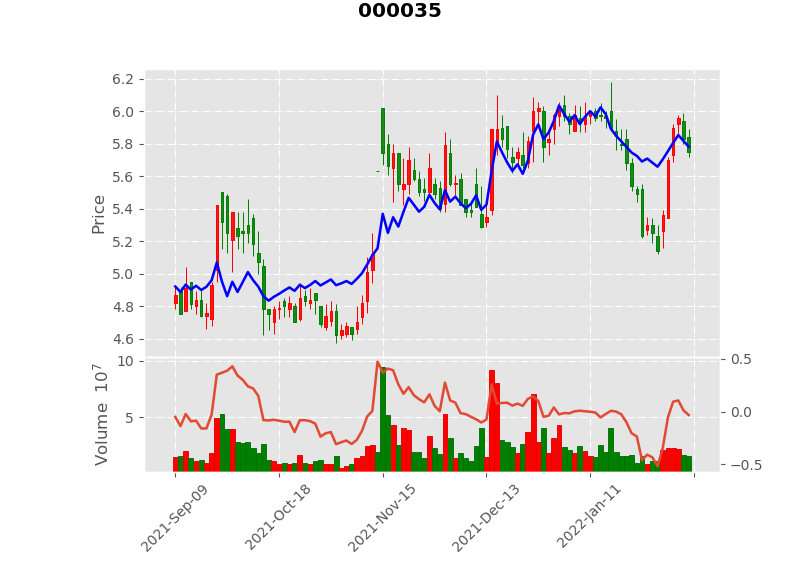 000035
6.2
6.0
5.8
5.6
5.4
5.2
5.0
4.8
4.6
Price
10
5
Volume 10^7
0.5
0.0
−0.5
2021-Sep-09
2021-Oct-18
2021-Nov-15
2021-Dec-13
2022-Jan-11